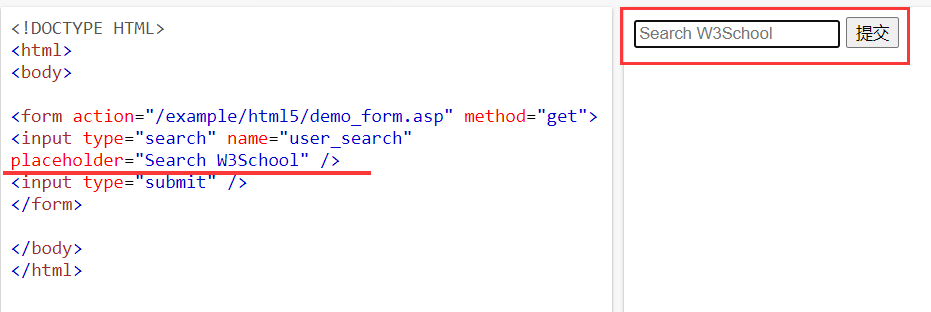 <!DOCTYPE HTML>
<html>
<body>
<form action="/example/html5/demo_form.asp" method="get">
<input type="search" name="user_search"
placeholder="Search W3School" />
<input type="submit" />
</form>
</body>
</html>
Search W3School 提交